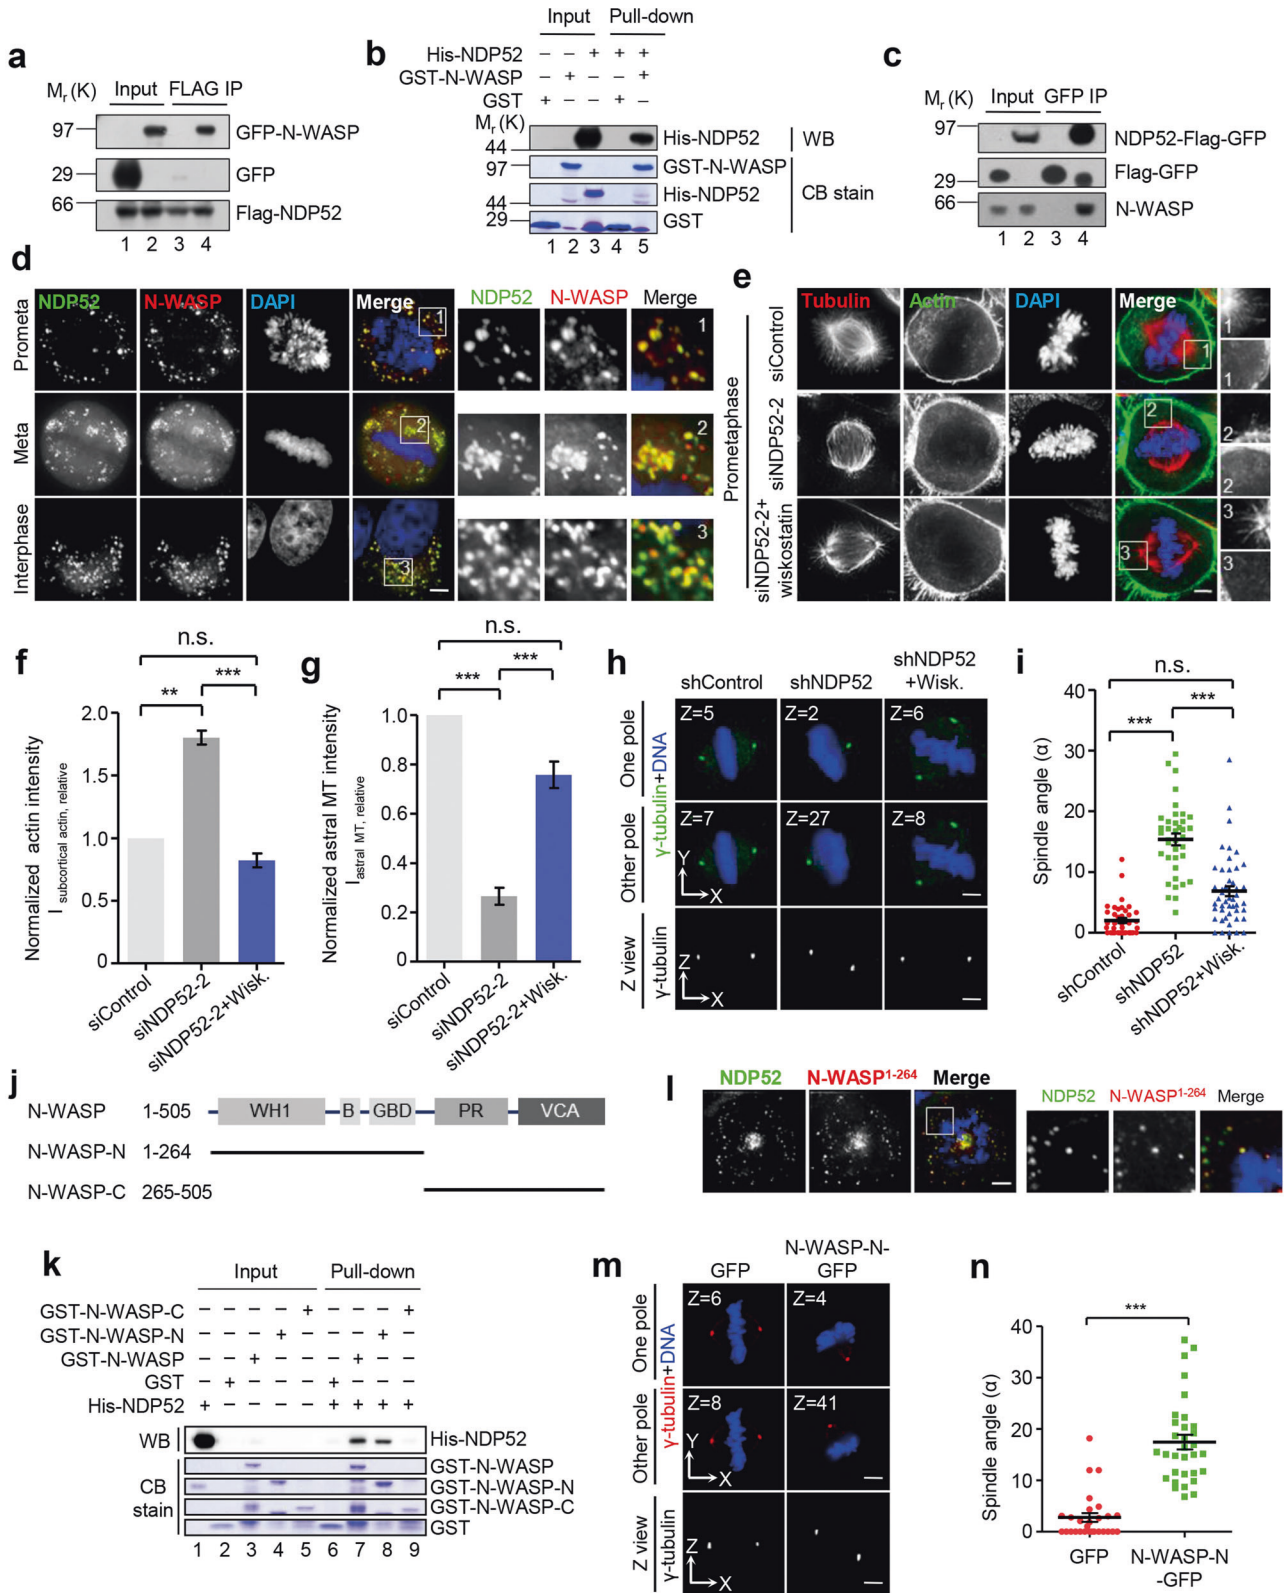 a
Mr (K) Input FLAG IP
97 GFP-N-WASP
29 GFP
66 Flag-NDP52
1 2 3 4
b
Input Pull-down
His-NDP52 – – + + +
GST-N-WASP – + – – +
GST + – – + –
Mr (K)
44 His-NDP52 WB
97 GST-N-WASP
44 His-NDP52 CB stain
29 GST
1 2 3 4 5
c
Mr (K) Input GFP IP
97 NDP52-Flag-GFP
29 Flag-GFP
66 N-WASP
1 2 3 4
d
NDP52 N-WASP DAPI Merge NDP52 N-WASP Merge
Prometa 1 1
Meta 2 2
Interphase 3 3
e
Tubulin Actin DAPI Merge
Prometaphase
siControl 1 1 1
siNDP52-2 2 2 2
siNDP52-2+ wiskostatin 3 3 3
f
n.s.
** ***
Normalized actin intensity
I subcortical actin, relative
2.0
1.5
1.0
0.5
0
siControl siNDP52-2 siNDP52-2+Wisk.
g
n.s.
*** ***
Normalized astral MT intensity
I astral MT, relative
1.0
0.8
0.6
0.4
0.2
0
siControl siNDP52-2 siNDP52-2+Wisk.
h
shControl shNDP52 shNDP52 +Wisk.
γ-tubulin+DNA
One pole Z=5 Z=2 Z=6
Other pole Z=7 Z=27 Z=8
Y X
Z view γ-tubulin
Z X
i
n.s.
*** ***
Spindle angle (α)
40
30
20
10
0
shControl shNDP52 shNDP52+Wisk.
j
N-WASP 1-505 WH1 B GBD PR VCA
N-WASP-N 1-264
N-WASP-C 265-505
l
NDP52 N-WASP1-264 Merge NDP52 N-WASP1-264 Merge
k
Input Pull-down
GST-N-WASP-C – – – – + – – – +
GST-N-WASP-N – – – + – – – + –
GST-N-WASP – – + – – – + – –
GST – + – – – + – – –
His-NDP52 + – – – – + + + +
WB His-NDP52
CB stain GST-N-WASP
GST-N-WASP-N
GST-N-WASP-C
GST
1 2 3 4 5 6 7 8 9
m
GFP N-WASP-N-GFP
γ-tubulin+DNA
One pole Z=6 Z=4
Other pole Z=8 Z=41
Y X
Z view γ-tubulin
Z X
n
***
Spindle angle (α)
40
30
20
10
0
GFP N-WASP-N -GFP